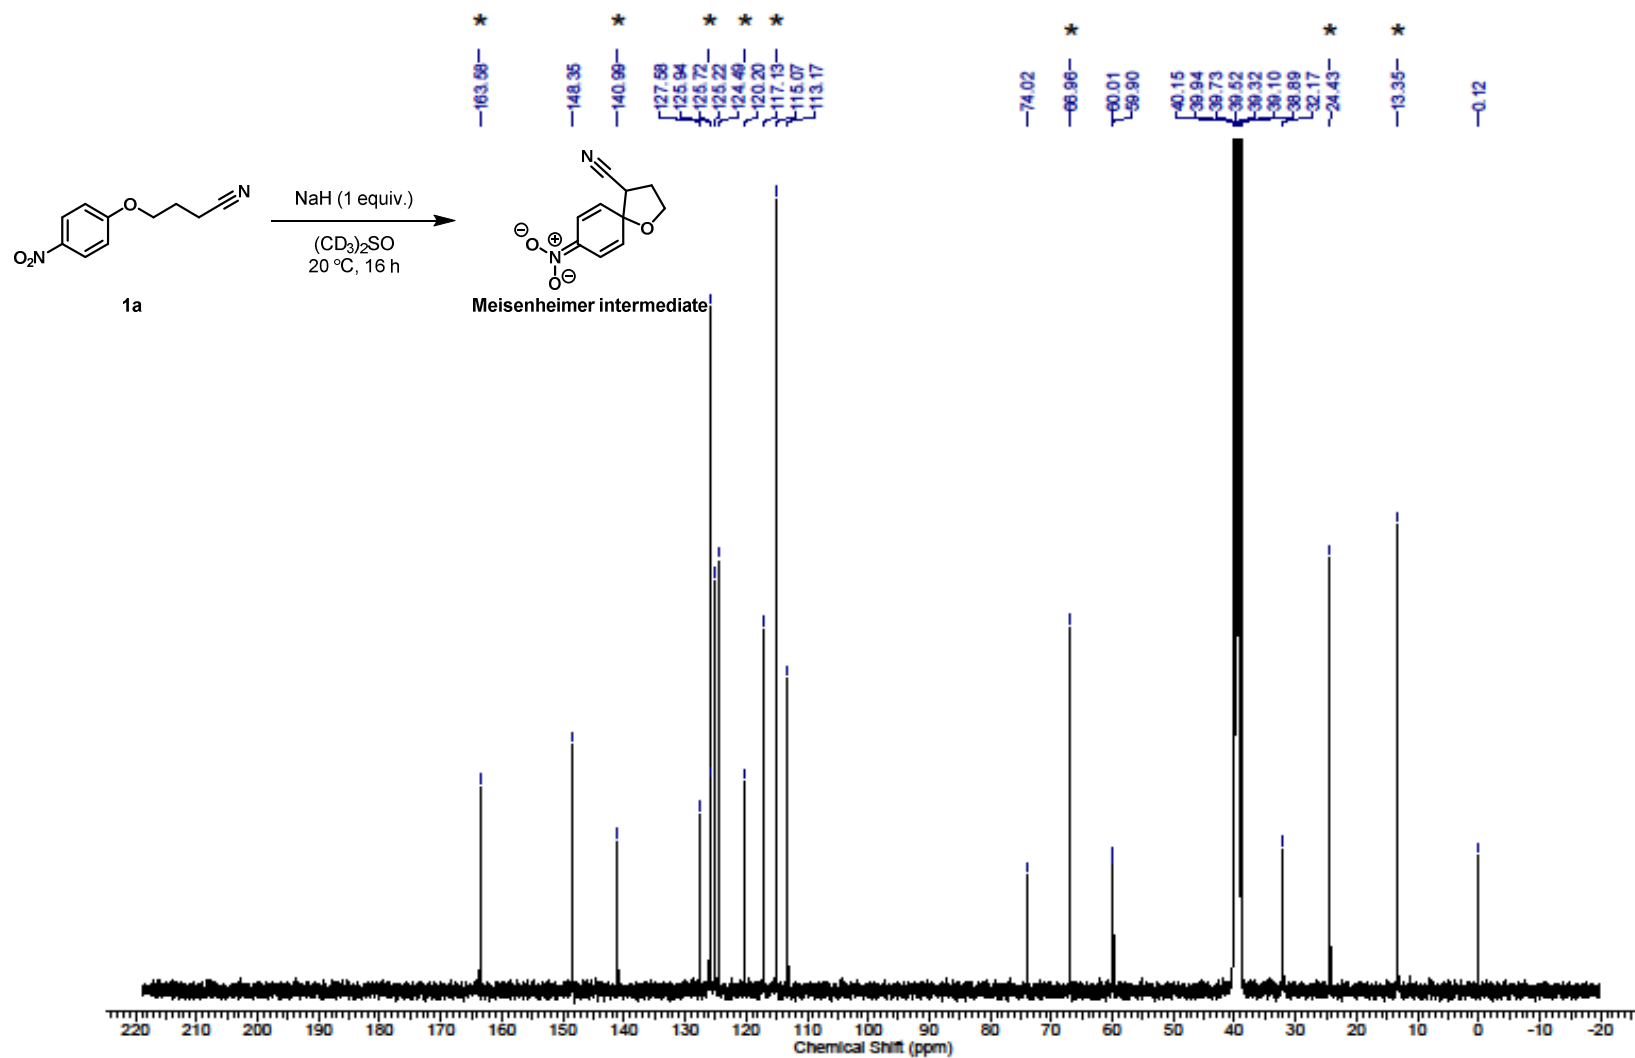 * * * * * * * *
163.58
148.35
140.99
127.58
125.94
125.72
125.22
124.49
120.20
117.13
115.07
113.17
74.02
66.96
60.01
59.90
40.15
39.94
39.73
39.52
39.32
39.10
38.89
32.17
24.43
13.35
0.12
O₂N
O
N
1a
NaH (1 equiv.)
(CD₃)₂SO
20 °C, 16 h
N
O
⊖
O
⊕
N
O
⊖
Meisenheimer intermediate
220 210 200 190 180 170 160 150 140 130 120 110 100 90 80 70 60 50 40 30 20 10 0 -10 -20
Chemical Shift (ppm)